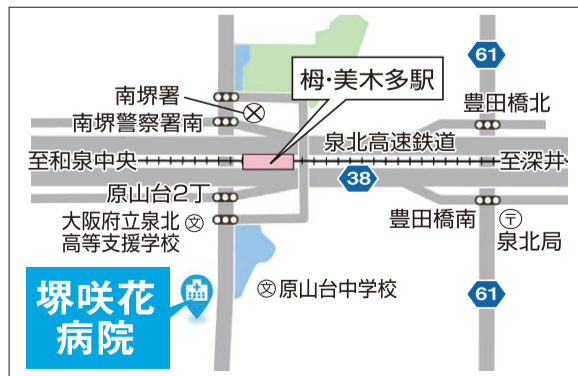 61
栂・美木多駅
南堺署
豊田橋北
南堺警察署南
泉北高速鉄道
至和泉中央
至深井
38
原山台2丁
大阪府立泉北
高等支援学校
文
豊田橋南
〒
泉北局
堺咲花
病院
文
原山台中学校
61